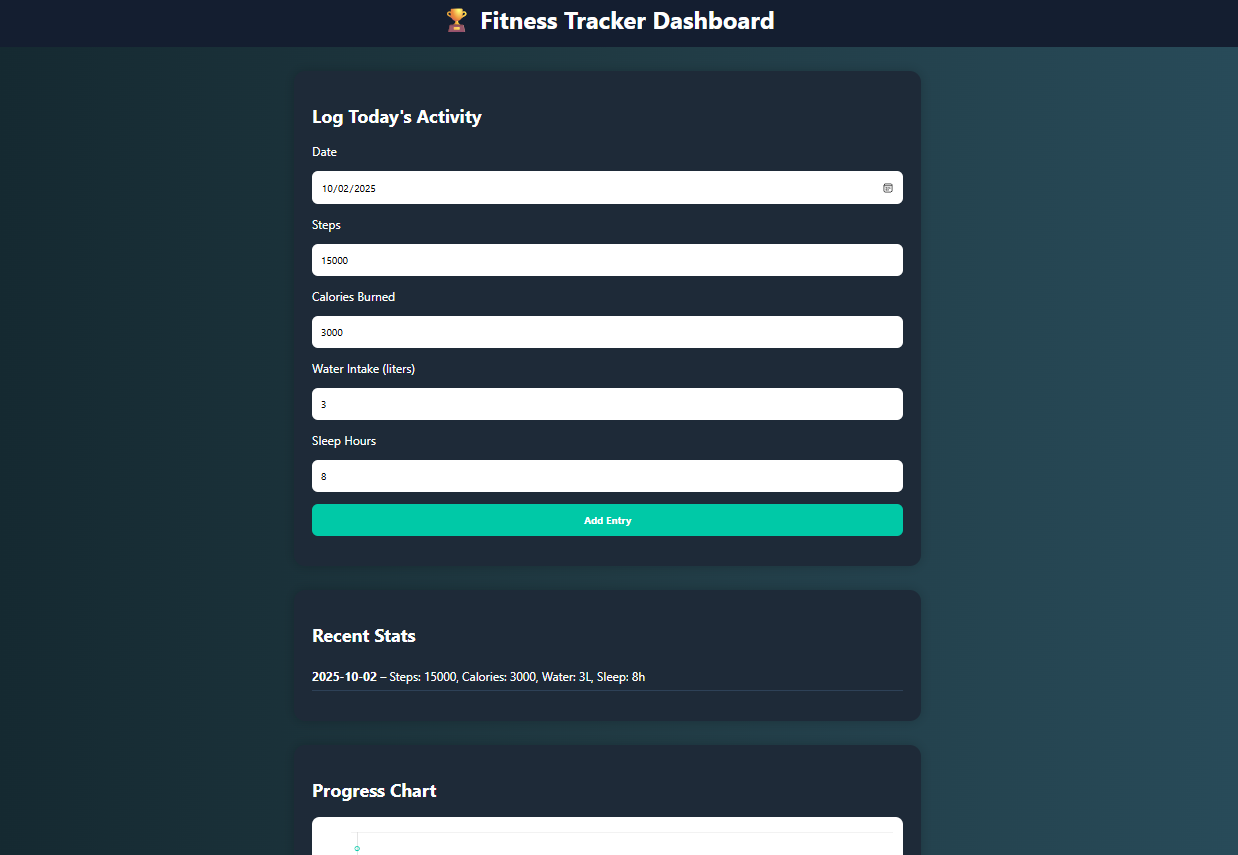 🏆 Fitness Tracker Dashboard
Log Today's Activity
Date
10/02/2025
Steps
15000
Calories Burned
3000
Water Intake (liters)
3
Sleep Hours
8
Add Entry
Recent Stats
2025-10-02 – Steps: 15000, Calories: 3000, Water: 3L, Sleep: 8h
Progress Chart